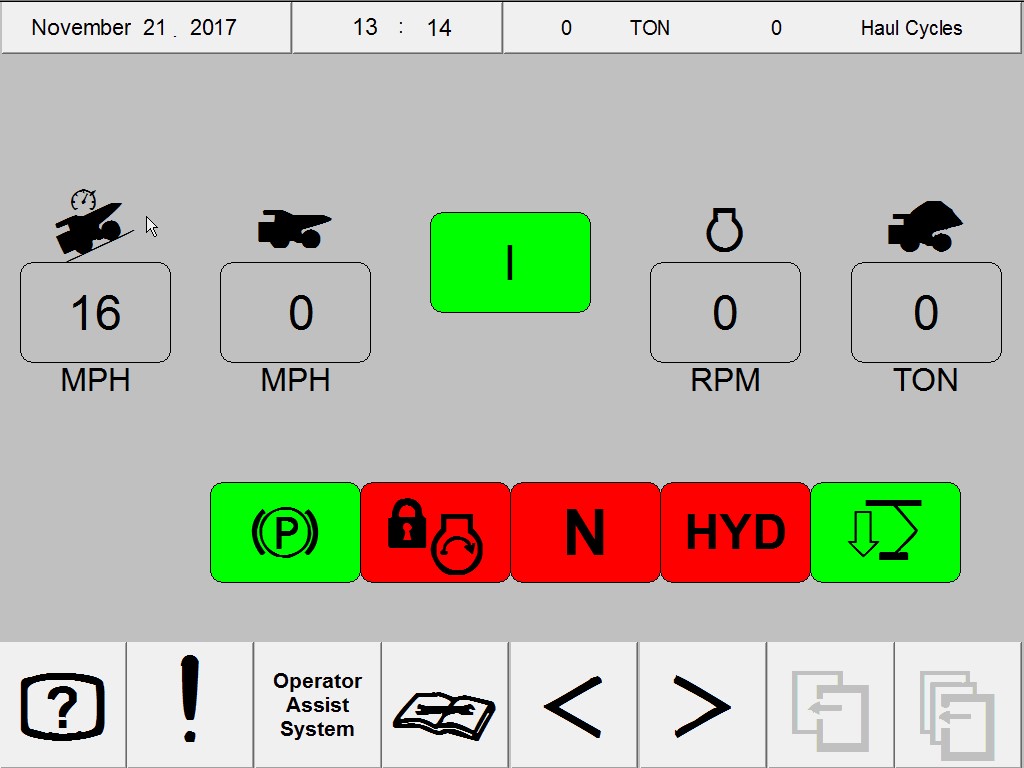 November 21 . 2017
13 : 14
0 TON 0 Haul Cycles
16
MPH
0
MPH
I
0
RPM
0
TON
P
N
HYD
?
!
Operator
Assist
System
<
>